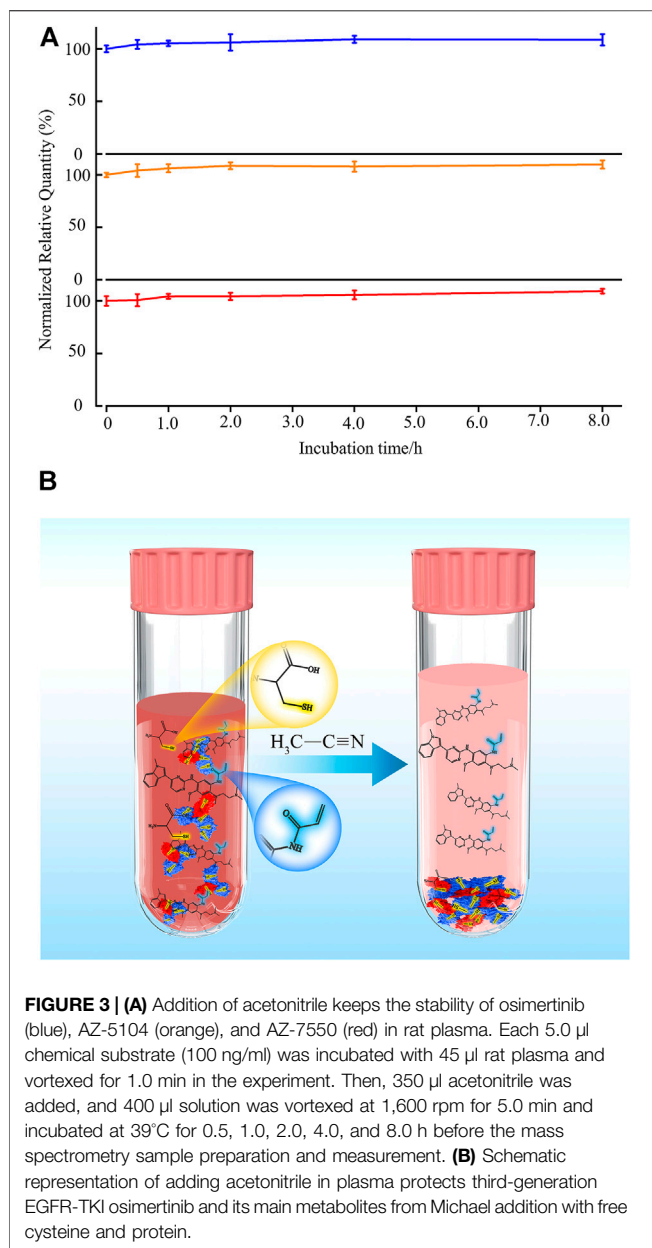 A
Normalized Relative Quantity (%)
100
50
0
100
50
0
100
50
0
0
1.0
2.0
3.0
4.0
5.0
6.0
7.0
8.0
Incubation time/h
B
OH
SH
H₃C—C≡N
O
NH
FIGURE 3 | (A) Addition of acetonitrile keeps the stability of osimertinib
(blue), AZ-5104 (orange), and AZ-7550 (red) in rat plasma. Each 5.0 μl
chemical substrate (100 ng/ml) was incubated with 45 μl rat plasma and
vortexed for 1.0 min in the experiment. Then, 350 μl acetonitrile was
added, and 400 μl solution was vortexed at 1,600 rpm for 5.0 min and
incubated at 39°C for 0.5, 1.0, 2.0, 4.0, and 8.0 h before the mass
spectrometry sample preparation and measurement. (B) Schematic
representation of adding acetonitrile in plasma protects third-generation
EGFR-TKI osimertinib and its main metabolites from Michael addition with free
cysteine and protein.